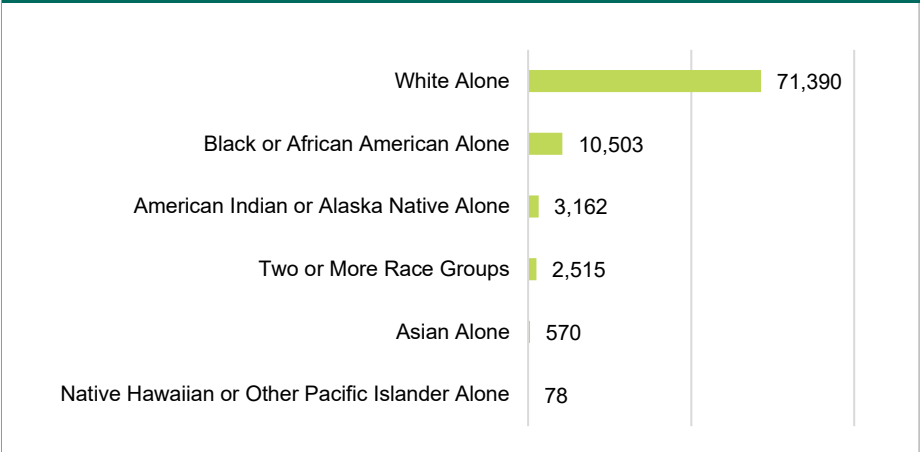 White Alone 71,390
Black or African American Alone 10,503
American Indian or Alaska Native Alone 3,162
Two or More Race Groups 2,515
Asian Alone 570
Native Hawaiian or Other Pacific Islander Alone 78